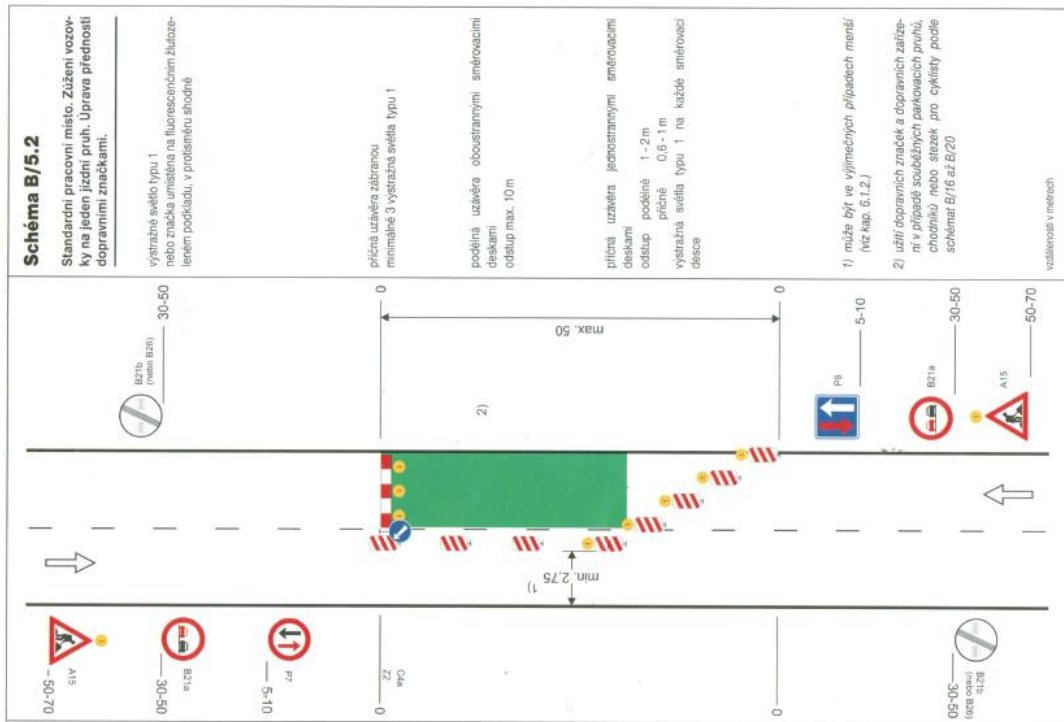 Schéma B/5.2
Standardní pracovní místo. Zúžení vozov-
ky na jeden jízdní pruh. Úprava přednosti
dopravními značkami.
výstražné světlo typu 1
nebo značka umístěna na fluorescenčním žlutoze-
leném podkladu, v protisměru shodně
příčná uzávěra zábranou
minimálně 3 výstražná světla typu 1
podélná uzávěra oboustrannými směrovacími
deskami
odstup max. 10 m
příčná uzávěra jednostrannými směrovacími
deskami
odstup podélně 1 - 2 m
příčně 0,6 - 1 m
výstražná světla typu 1 na každé směrovací
desce
1) může být ve výjimečných případech menší
(viz kap. 6.1.2.)
2) užití dopravních značek a dopravních zaříze-
ní v případě souběžných parkovacích pruhů,
chodníků nebo stezek pro cyklisty podle
schémat B/16 až B/20
vzdálenosti v metrech
B21b
(nebo B26)
30-50
0
max. 50
0
2)
P8
5-10
B21a
30-50
A15
50-70
min. 2,75
1)
A15
50-70
B21a
30-50
P7
5-10
C4a
Z2
0
0
B21b
(nebo B26)
30-50